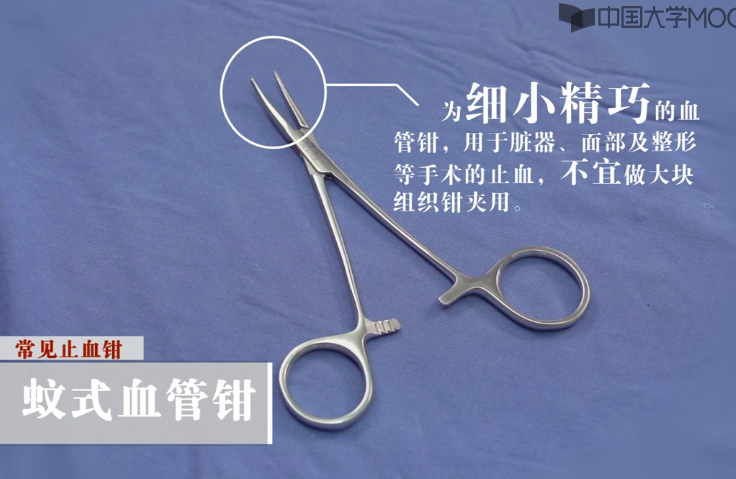 中国大学MOO
为细小精巧的血
管钳，用于脏器、面部及整形
等手术的止血，不宜做大块
组织钳夹用。
常见止血钳
蚊式血管钳